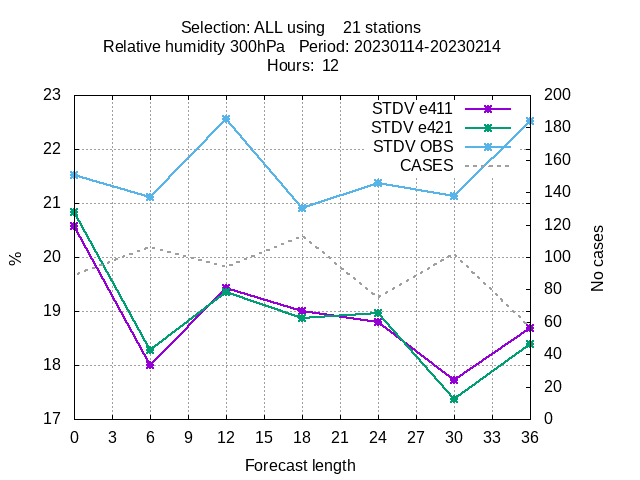 Selection: ALL using 21 stations
Relative humidity 300hPa Period: 20230114-20230214
Hours: 12
STDV e411
STDV e421
STDV OBS
CASES
23
22
21
20
19
18
17
%
200
180
160
140
120
100
80
60
40
20
0
No cases
0 3 6 9 12 15 18 21 24 27 30 33 36
Forecast length